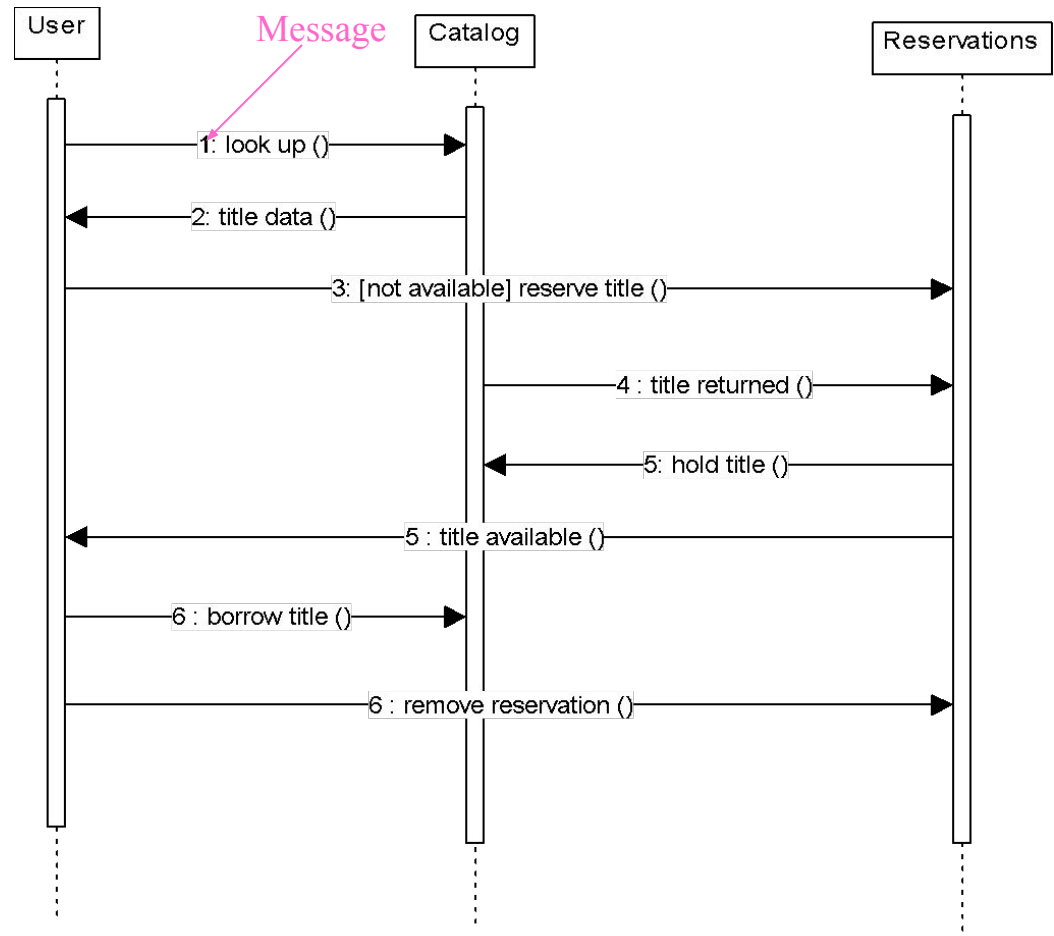 User
Message
Catalog
Reservations
1: look up ()
2: title data ()
3: [not available] reserve title ()
4 : title returned ()
5: hold title ()
5 : title available ()
6 : borrow title ()
6 : remove reservation ()